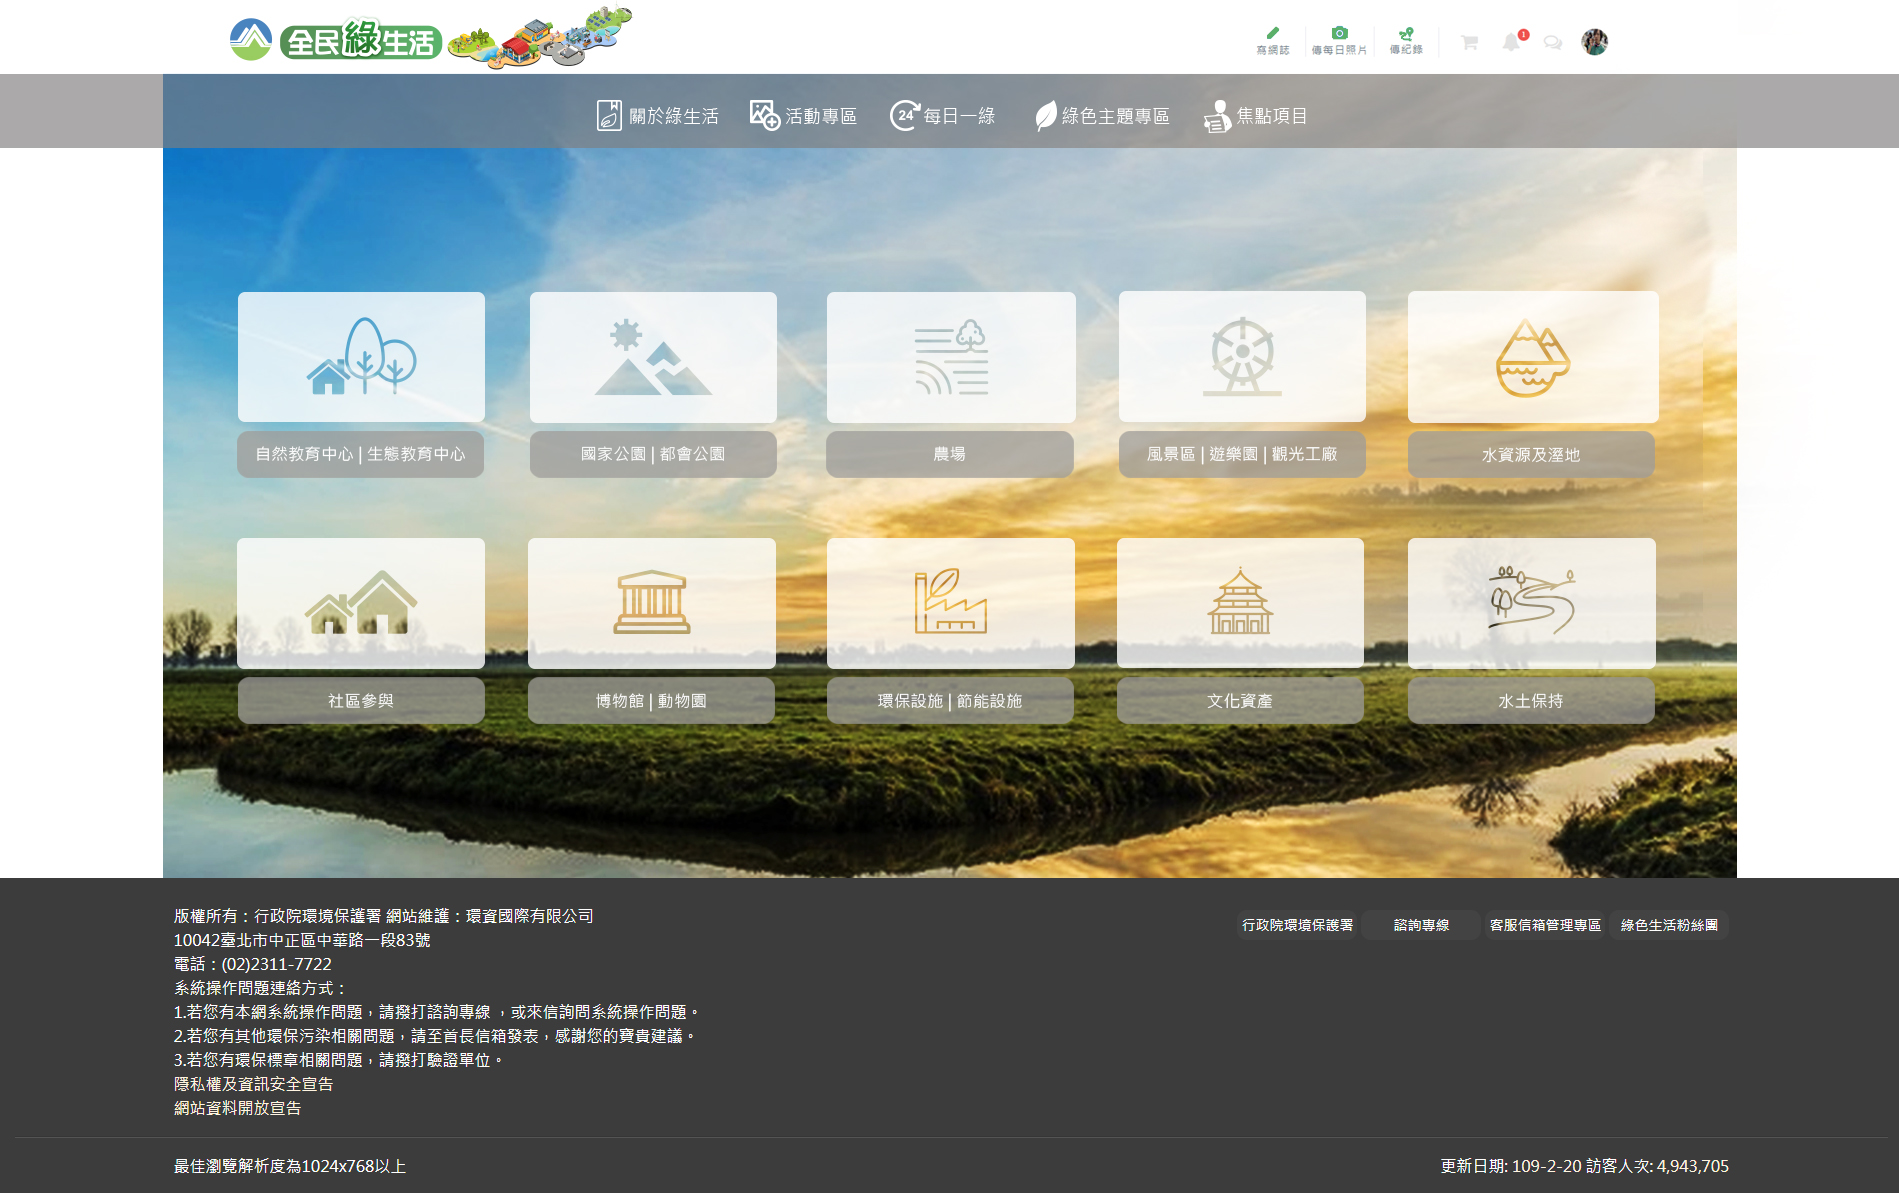 全民綠生活
寫網誌
傳每日照片
傳紀錄
1
關於綠生活
活動專區
24
每日一綠
綠色主題專區
焦點項目
自然教育中心 | 生態教育中心
國家公園 | 都會公園
農場
風景區 | 遊樂園 | 觀光工廠
水資源及溼地
社區參與
博物館 | 動物園
環保設施 | 節能設施
文化資產
水土保持
版權所有：行政院環境保護署 網站維護：環資國際有限公司
10042臺北市中正區中華路一段83號
電話：(02)2311-7722
系統操作問題連絡方式：
1.若您有本網系統操作問題，請撥打諮詢專線 ，或來信詢問系統操作問題。
2.若您有其他環保污染相關問題，請至首長信箱發表，感謝您的寶貴建議。
3.若您有環保標章相關問題，請撥打驗證單位。
隱私權及資訊安全宣告
網站資料開放宣告
行政院環境保護署
諮詢專線
客服信箱管理專區
綠色生活粉絲團
最佳瀏覽解析度為1024x768以上
更新日期: 109-2-20 訪客人次: 4,943,705